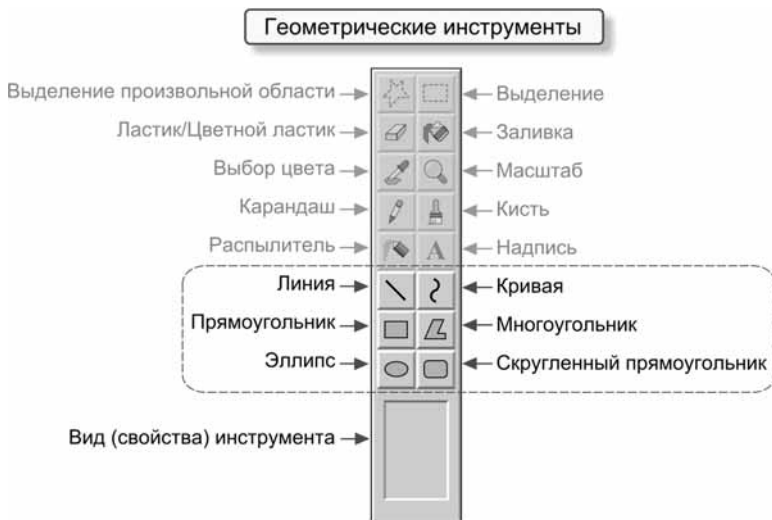 Геометрические инструменты
Выделение произвольной области
Выделение
Ластик/Цветной ластик
Заливка
Выбор цвета
Масштаб
Карандаш
Кисть
Распылитель
A
Надпись
Линия
Кривая
Прямоугольник
Многоугольник
Эллипс
Скругленный прямоугольник
Вид (свойства) инструмента